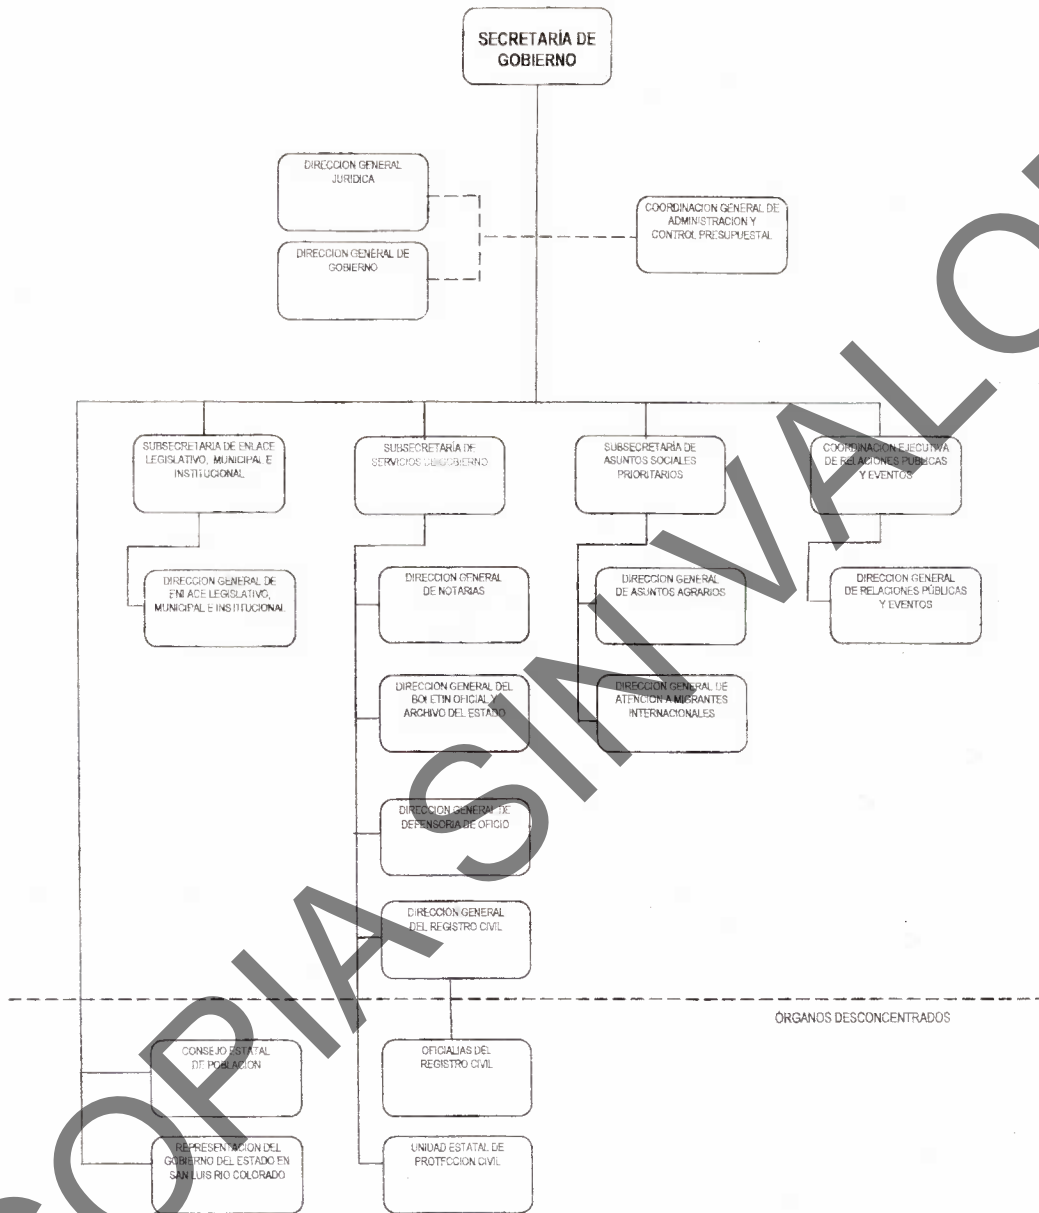 SECRETARÍA DE
GOBIERNO
DIRECCION GENERAL
JURIDICA
COORDINACION GENERAL DE
ADMINISTRACION Y
CONTROL PRESUPUESTAL
DIRECCION GENERAL DE
GOBIERNO
SUBSECRETARIA DE ENLACE
LEGISLATIVO, MUNICIPAL E
INSTITUCIONAL
SUBSECRETARÍA DE
SERVICIOS DE GOBIERNO
SUBSECRETARÍA DE
ASUNTOS SOCIALES
PRIORITARIOS
COORDINACION EJECUTIVA
DE RELACIONES PÚBLICAS
Y EVENTOS
DIRECCION GENERAL DE
ENLACE LEGISLATIVO,
MUNICIPAL E INSTITUCIONAL
DIRECCION GENERAL
DE NOTARIAS
DIRECCION GENERAL
DE ASUNTOS AGRARIOS
DIRECCION GENERAL
DE RELACIONES PÚBLICAS
Y EVENTOS
DIRECCION GENERAL DEL
BOLETIN OFICIAL Y
ARCHIVO DEL ESTADO
DIRECCION GENERAL DE
ATENCION A MIGRANTES
INTERNACIONALES
DIRECCION GENERAL DE
DEFENSORIA DE OFICIO
DIRECCION GENERAL
DEL REGISTRO CIVIL
ÓRGANOS DESCONCENTRADOS
CONSEJO ESTATAL
DE POBLACION
OFICIALIAS DEL
REGISTRO CIVIL
REPRESENTACION DEL
GOBIERNO DEL ESTADO EN
SAN LUIS RIO COLORADO
UNIDAD ESTATAL DE
PROTECCION CIVIL
COPIA SIN VALOR